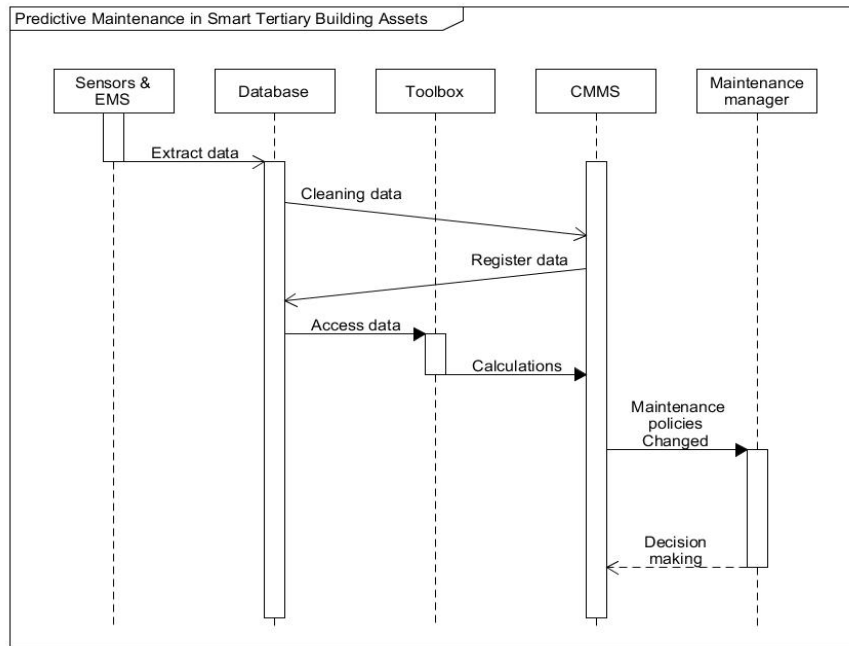 Predictive Maintenance in Smart Tertiary Building Assets
Sensors &
EMS
Database
Toolbox
CMMS
Maintenance
manager
Extract data
Cleaning data
Register data
Access data
Calculations
Maintenance
policies
Changed
Decision
making